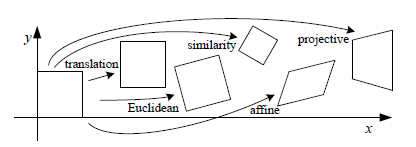 y
similarity
projective
translation
Euclidean
affine
x